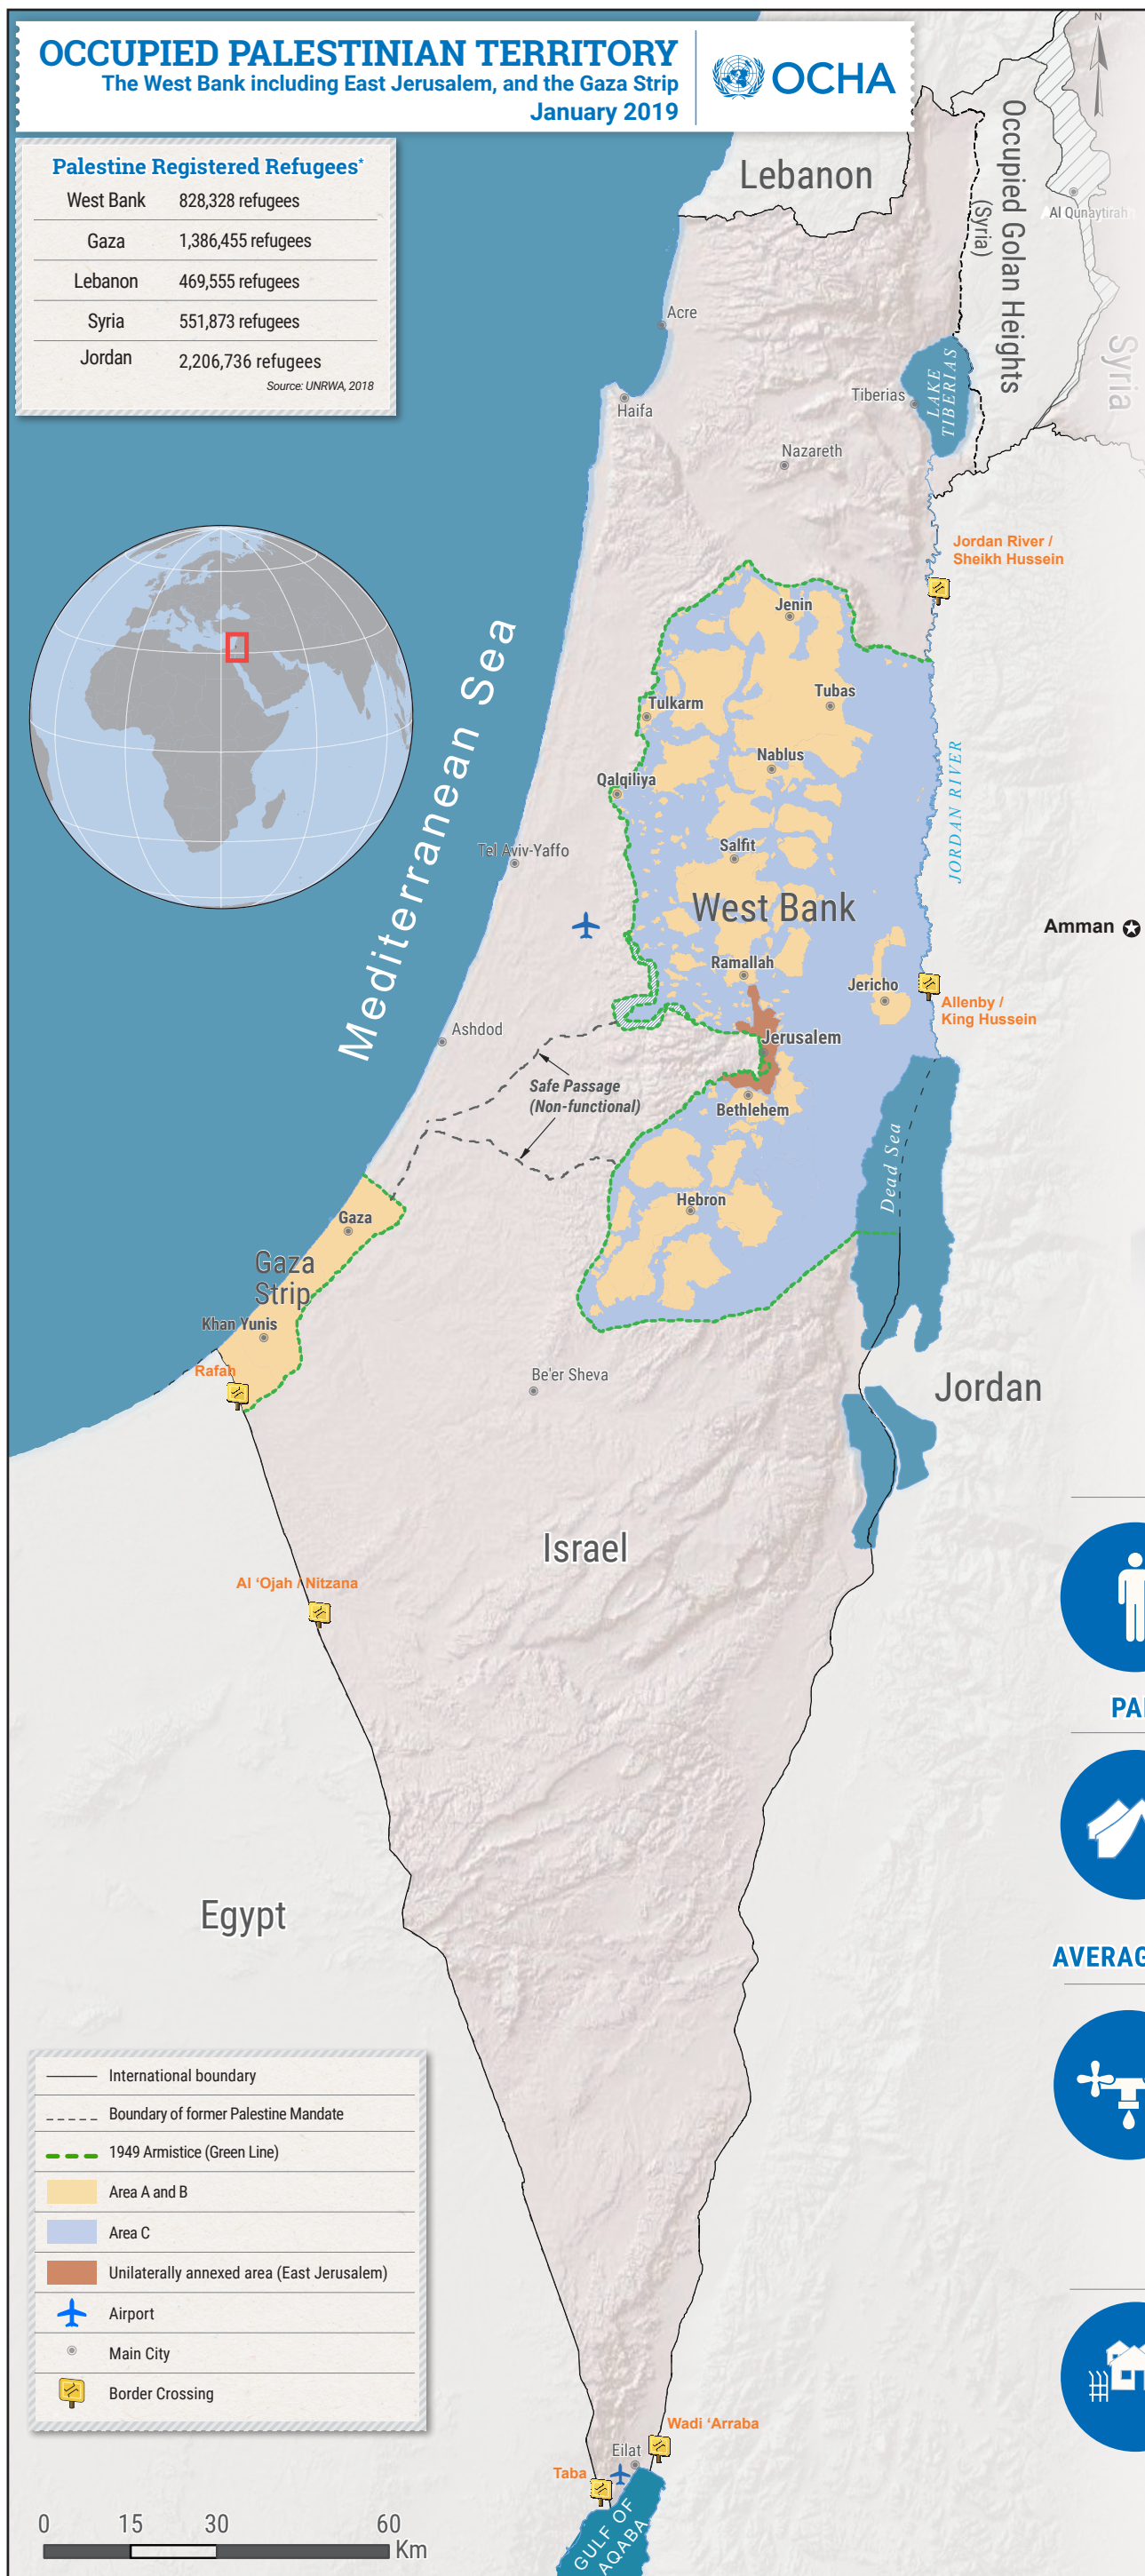 OCCUPIED PALESTINIAN TERRITORY
The West Bank including East Jerusalem, and the Gaza Strip
January 2019
OCHA
N
Palestine Registered Refugees*
West Bank 828,328 refugees
Gaza 1,386,455 refugees
Lebanon 469,555 refugees
Syria 551,873 refugees
Jordan 2,206,736 refugees
Source: UNRWA, 2018
Lebanon
Occupied Golan Heights
(Syria)
Al Qunaytirah
Syria
Acre
Haifa
Tiberias
LAKE
TIBERIAS
Nazareth
Jordan River /
Sheikh Hussein
Mediterranean Sea
Jenin
Tubas
Tulkarm
Nablus
Qalqiliya
JORDAN RIVER
Tel Aviv-Yaffo
Salfit
West Bank
Amman
Ramallah
Jericho
Allenby /
King Hussein
Ashdod
Jerusalem
Safe Passage
(Non-functional)
Bethlehem
Dead Sea
Hebron
Gaza
Gaza
Strip
Khan Yunis
Rafah
Be'er Sheva
Jordan
Israel
Al ‘Ojah / Nitzana
PAL
Egypt
AVERAG
International boundary
Boundary of former Palestine Mandate
1949 Armistice (Green Line)
Area A and B
Area C
Unilaterally annexed area (East Jerusalem)
Airport
Main City
Border Crossing
Wadi ‘Arraba
Eilat
Taba
GULF OF
AQABA
0 15 30 60
Km